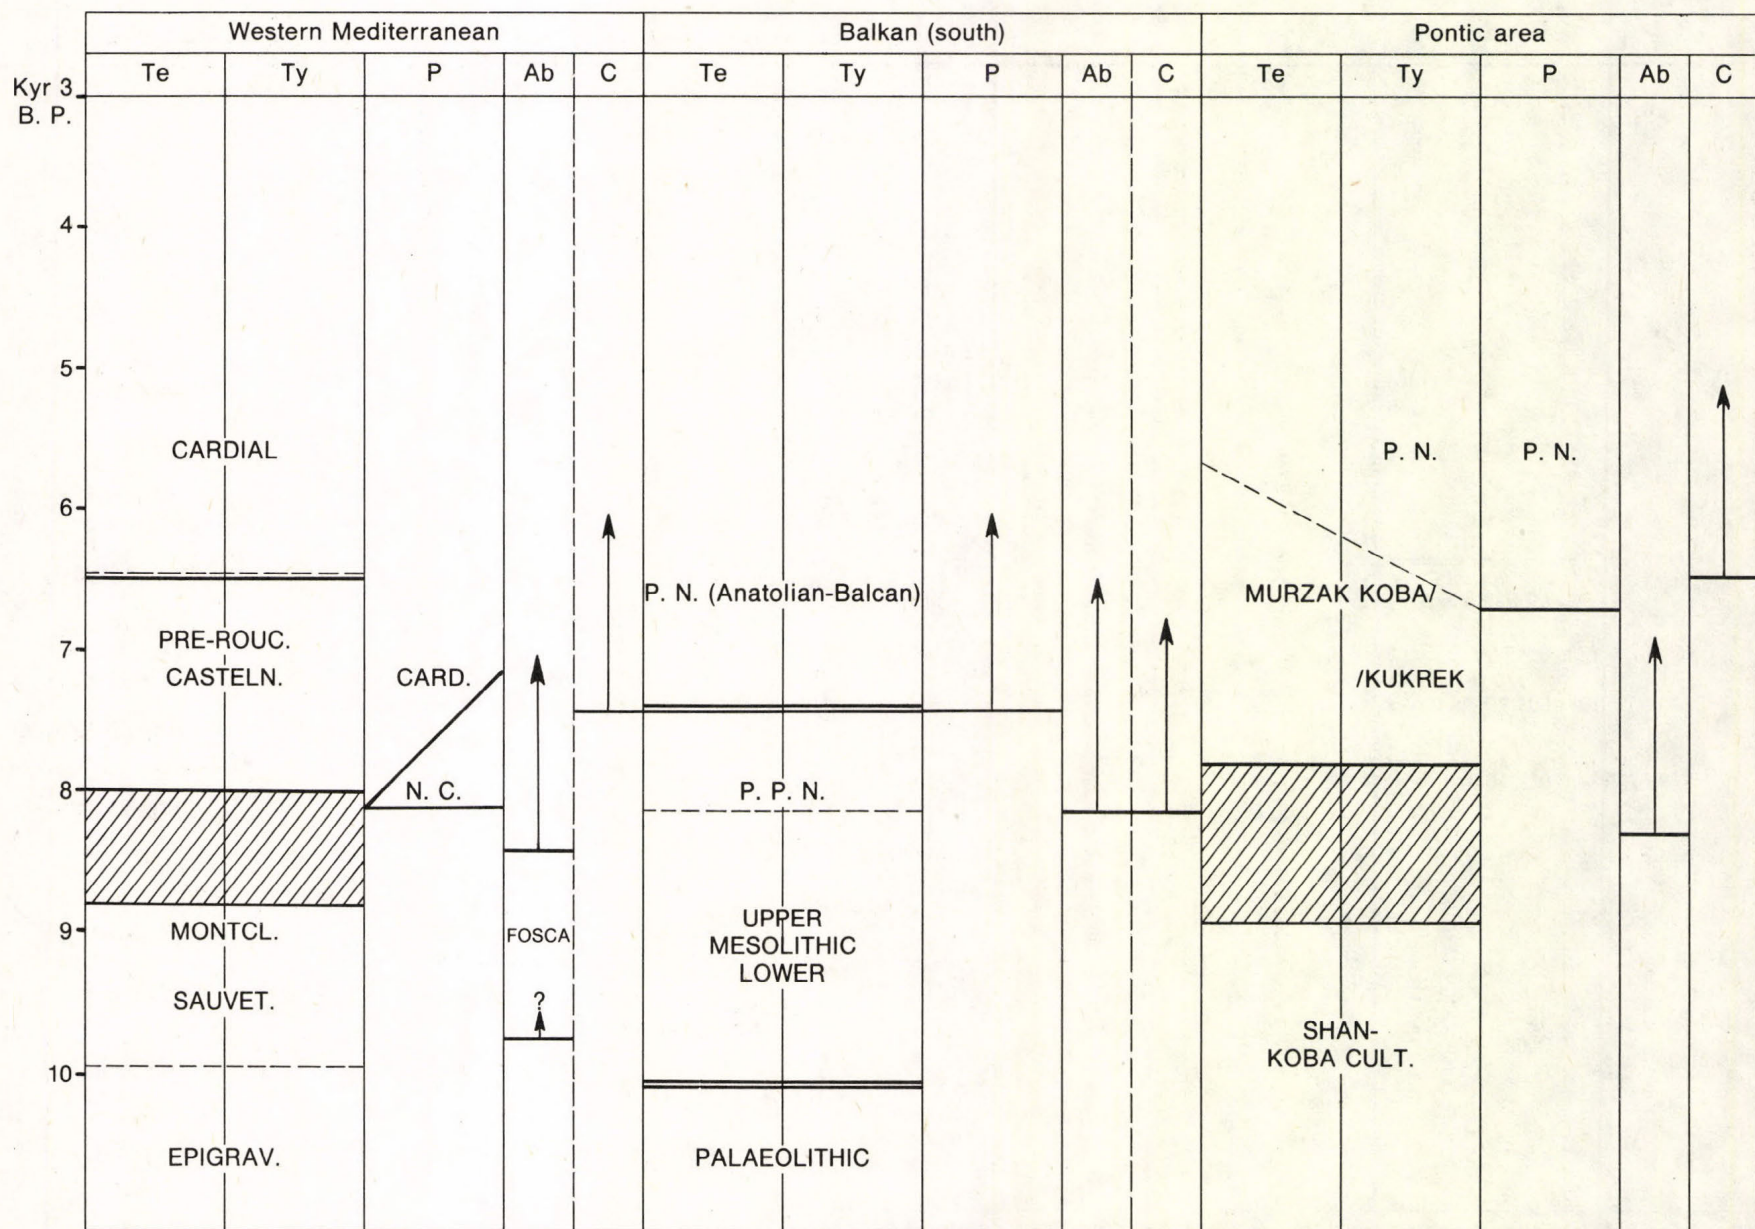 Western Mediterranean Balkan (south) Pontic area
Te Ty P Ab C Te Ty P Ab C Te Ty P Ab C
Kyr 3
B. P.
4
5
CARDIAL P. N. P. N.
6
P. N. (Anatolian-Balcan) MURZAK KOBA/
PRE-ROUC.
7
CASTELN. CARD. /KUKREK
8 N. C. P. P. N.
UPPER
9 MONTCL. FOSCA MESOLITHIC
LOWER
SAUVET. ?
SHAN-
KOBA CULT.
10
EPIGRAV. PALAEOLITHIC